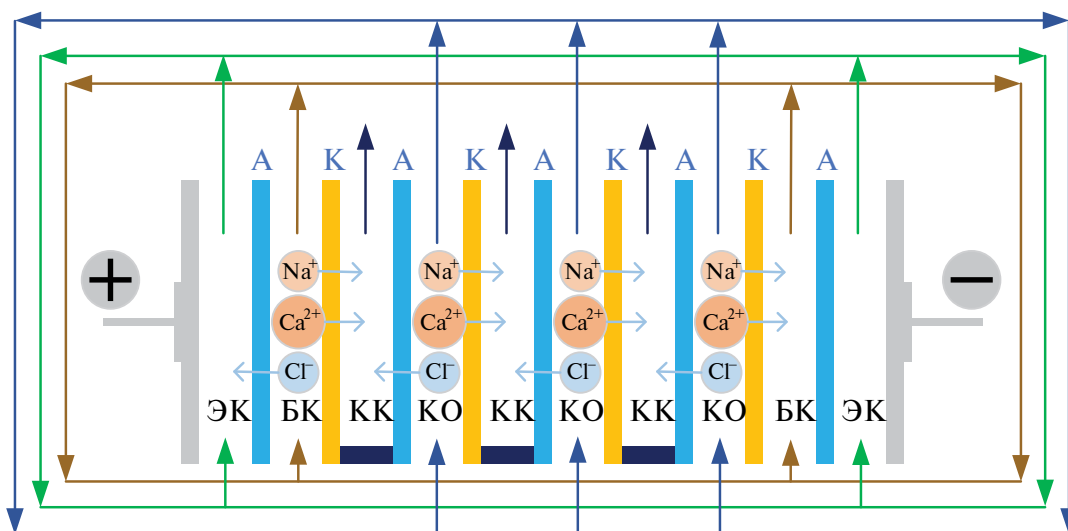 А К А К А К А К А
+ −
Na⁺ Na⁺ Na⁺ Na⁺
Ca²⁺ Ca²⁺ Ca²⁺ Ca²⁺
Cl⁻ Cl⁻ Cl⁻ Cl⁻
ЭК БК КК КО КК КО КК КО БК ЭК